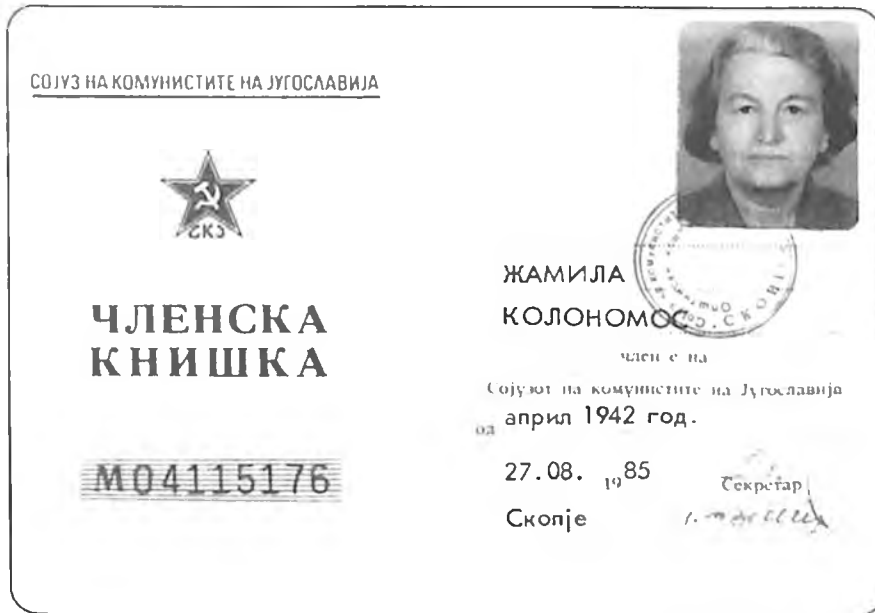 СОЈУЗ НА КОМУНИСТИТЕ НА ЈУГОСЛАВИЈА
СКЈ
ЧЛЕНСКА
КНИШКА
М04115176
ЖАМИЛА
КОЛОНОМОС
член е на
Сојузот на комунистите на Југославија
од април 1942 год.
27.08. 1985
Скопје
Секретар